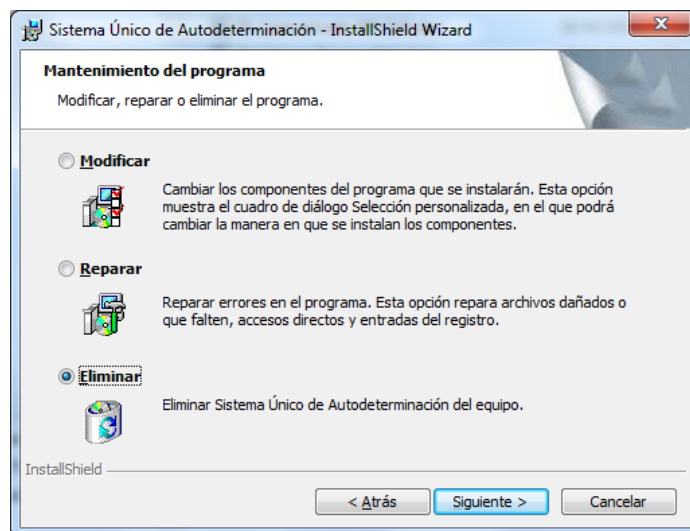 Sistema Único de Autodeterminación - InstallShield Wizard
Mantenimiento del programa
Modificar, reparar o eliminar el programa.
Modificar
Cambiar los componentes del programa que se instalarán. Esta opción
muestra el cuadro de diálogo Selección personalizada, en el que podrá
cambiar la manera en que se instalan los componentes.
Reparar
Reparar errores en el programa. Esta opción repara archivos dañados o
que falten, accesos directos y entradas del registro.
Eliminar
Eliminar Sistema Único de Autodeterminación del equipo.
InstallShield
< Atrás
Siguiente >
Cancelar